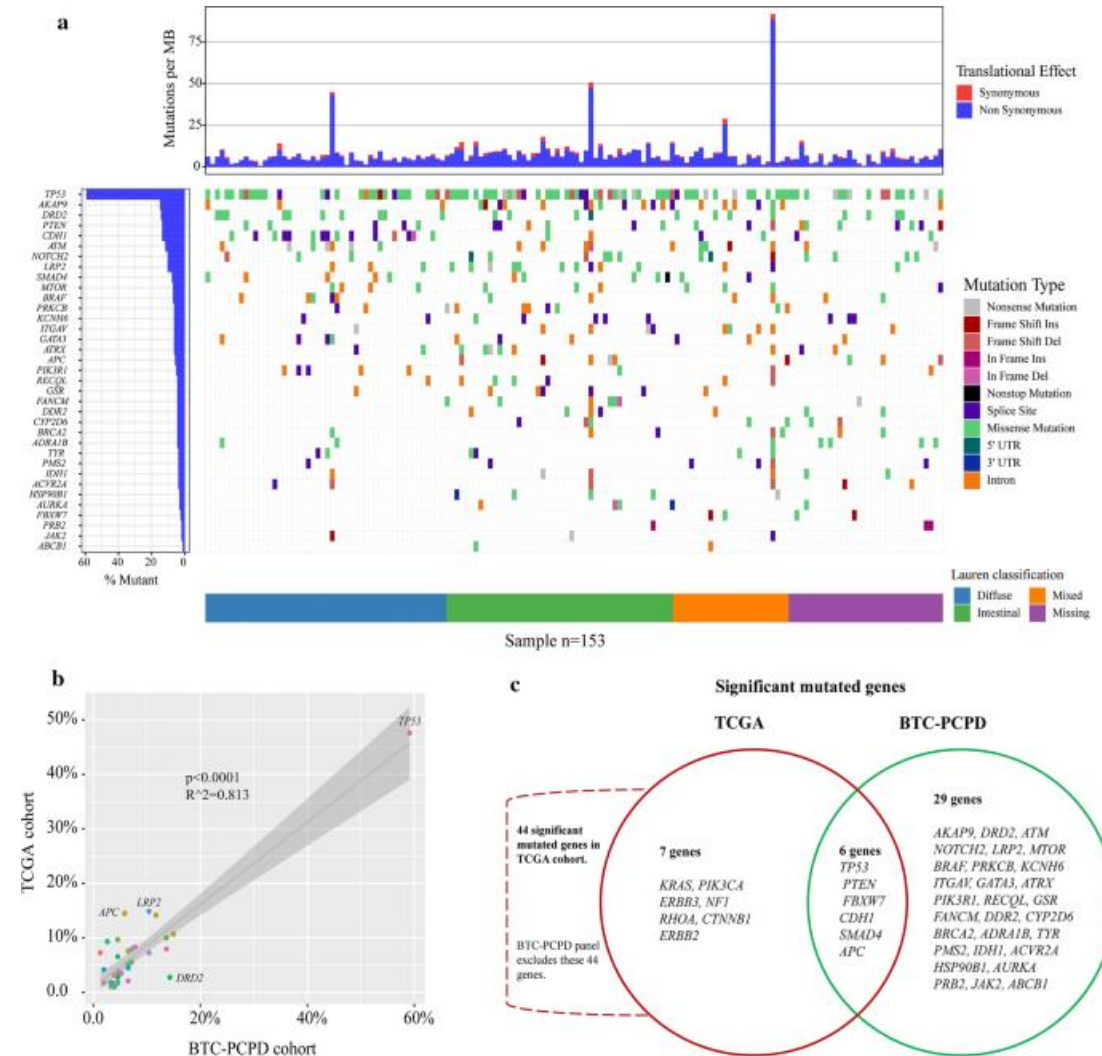 a
Mutations per MB
75
50
25
0
Translational Effect
Synonymous
Non Synonymous
TP53
AKAP9
DRD2
PTEN
CDH1
ATM
NOTCH2
LRP2
SMAD4
MTOR
BRAF
PRKCB
KCNH6
ITGAV
GATA3
ATRX
APC
PIK3R1
RECQL
GSR
FANCM
DDR2
CYP2D6
BRCA2
ADRA1B
TYR
PMS2
IDH1
ACVR2A
HSP90B1
AURKA
FBXW7
PRB2
JAK2
ABCB1
60 40 20 0
% Mutant
Mutation Type
Nonsense Mutation
Frame Shift Ins
Frame Shift Del
In Frame Ins
In Frame Del
Nonstop Mutation
Splice Site
Missense Mutation
5' UTR
3' UTR
Intron
Lauren classification
Diffuse Mixed
Intestinal Missing
Sample n=153
b
TCGA cohort
50%
40%
30%
20%
10%
0.0
TP53
p<0.0001
R^2=0.813
APC
LRP2
DRD2
0.0 20% 40% 60%
BTC-PCPD cohort
c
Significant mutated genes
TCGA BTC-PCPD
44 significant
mutated genes in
TCGA cohort.
BTC-PCPD panel
excludes these 44
genes.
7 genes
KRAS, PIK3CA
ERBB3, NF1
RHOA, CTNNB1
ERBB2
6 genes
TP53
PTEN
FBXW7
CDH1
SMAD4
APC
29 genes
AKAP9, DRD2, ATM
NOTCH2, LRP2, MTOR
BRAF, PRKCB, KCNH6
ITGAV, GATA3, ATRX
PIK3R1, RECQL, GSR
FANCM, DDR2, CYP2D6
BRCA2, ADRA1B, TYR
PMS2, IDH1, ACVR2A
HSP90B1, AURKA
PRB2, JAK2, ABCB1